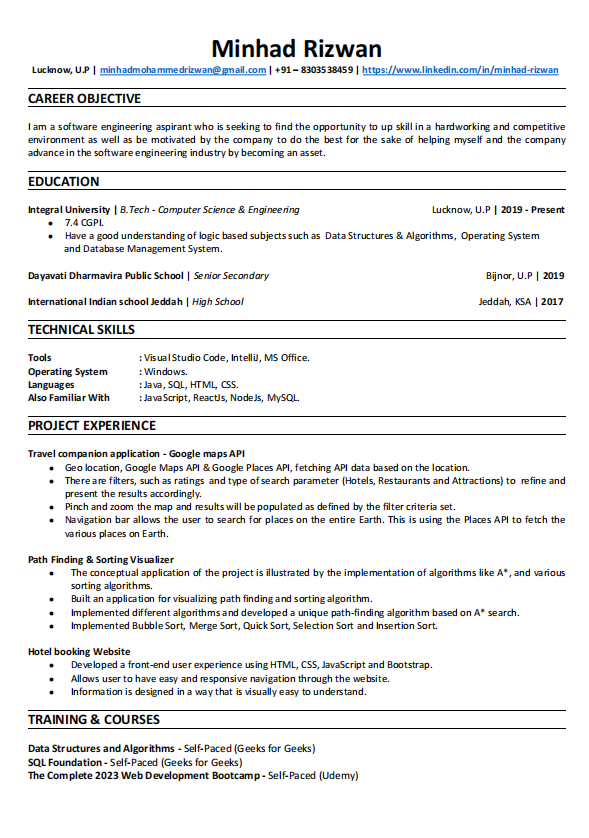 Minhad Rizwan
Lucknow, U.P | minhadmohammedrizwan@gmail.com | +91 – 8303538459 | https://www.linkedin.com/in/minhad-rizwan
CAREER OBJECTIVE
I am a software engineering aspirant who is seeking to find the opportunity to up skill in a hardworking and competitive
environment as well as be motivated by the company to do the best for the sake of helping myself and the company
advance in the software engineering industry by becoming an asset.
EDUCATION
Integral University | B.Tech - Computer Science & Engineering Lucknow, U.P | 2019 - Present
• 7.4 CGPI.
• Have a good understanding of logic based subjects such as Data Structures & Algorithms, Operating System
and Database Management System.
Dayavati Dharmavira Public School | Senior Secondary Bijnor, U.P | 2019
International Indian school Jeddah | High School Jeddah, KSA | 2017
TECHNICAL SKILLS
Tools : Visual Studio Code, IntelliJ, MS Office.
Operating System : Windows.
Languages : Java, SQL, HTML, CSS.
Also Familiar With : JavaScript, ReactJs, NodeJs, MySQL.
PROJECT EXPERIENCE
Travel companion application - Google maps API
• Geo location, Google Maps API & Google Places API, fetching API data based on the location.
• There are filters, such as ratings and type of search parameter (Hotels, Restaurants and Attractions) to refine and
present the results accordingly.
• Pinch and zoom the map and results will be populated as defined by the filter criteria set.
• Navigation bar allows the user to search for places on the entire Earth. This is using the Places API to fetch the
various places on Earth.
Path Finding & Sorting Visualizer
• The conceptual application of the project is illustrated by the implementation of algorithms like A*, and various
sorting algorithms.
• Built an application for visualizing path finding and sorting algorithm.
• Implemented different algorithms and developed a unique path-finding algorithm based on A* search.
• Implemented Bubble Sort, Merge Sort, Quick Sort, Selection Sort and Insertion Sort.
Hotel booking Website
• Developed a front-end user experience using HTML, CSS, JavaScript and Bootstrap.
• Allows user to have easy and responsive navigation through the website.
• Information is designed in a way that is visually easy to understand.
TRAINING & COURSES
Data Structures and Algorithms - Self-Paced (Geeks for Geeks)
SQL Foundation - Self-Paced (Geeks for Geeks)
The Complete 2023 Web Development Bootcamp - Self-Paced (Udemy)